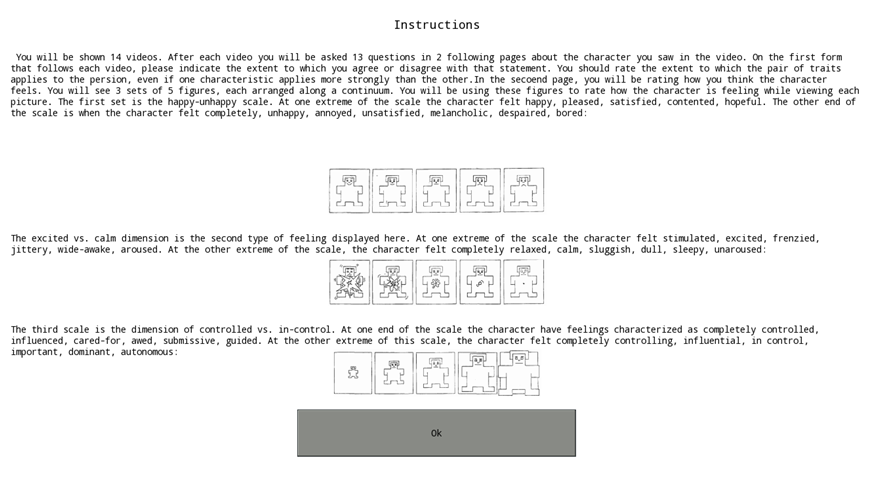 Instructions
You will be shown 14 videos. After each video you will be asked 13 questions in 2 following pages about the character you saw in the video. On the first form
that follows each video, please indicate the extent to which you agree or disagree with that statement. You should rate the extent to which the pair of traits
applies to the persion, even if one characteristic applies more strongly than the other.In the secoend page, you will be rating how you think the character
feels. You will see 3 sets of 5 figures, each arranged along a continuum. You will be using these figures to rate how the character is feeling while viewing each
picture. The first set is the happy-unhappy scale. At one extreme of the scale the character felt happy, pleased, satisfied, contented, hopeful. The other end of
the scale is when the character felt completely, unhappy, annoyed, unsatisfied, melancholic, despaired, bored:
The excited vs. calm dimension is the second type of feeling displayed here. At one extreme of the scale the character felt stimulated, excited, frenzied,
jittery, wide-awake, aroused. At the other extreme of the scale, the character felt completely relaxed, calm, sluggish, dull, sleepy, unaroused:
The third scale is the dimension of controlled vs. in-control. At one end of the scale the character have feelings characterized as completely controlled,
influenced, cared-for, awed, submissive, guided. At the other extreme of this scale, the character felt completely controlling, influential, in control,
important, dominant, autonomous:
Ok